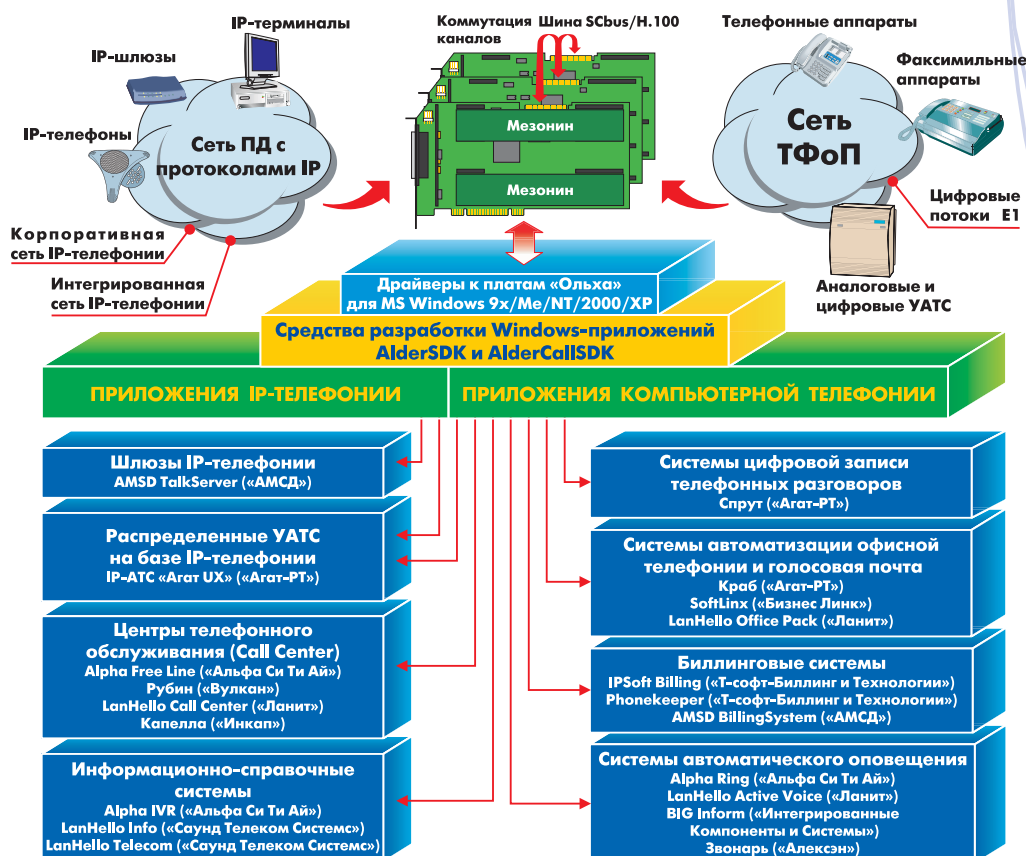 IP-терминалы
IP-шлюзы
IP-телефоны
Сеть ПД с
протоколами IP
Корпоративная
сеть IP-телефонии
Интегрированная
сеть IP-телефонии
Коммутация
каналов
Шина SCbus/H.100
Мезонин
Мезонин
Телефонные аппараты
Факсимильные
аппараты
Сеть
ТФоП
Цифровые
потоки E1
Аналоговые и
цифровые УАТС
Драйверы к платам «Ольха»
для MS Windows 9x/Me/NT/2000/XP
Средства разработки Windows-приложений
AlderSDK и AlderCallSDK
ПРИЛОЖЕНИЯ IP-ТЕЛЕФОНИИ
ПРИЛОЖЕНИЯ КОМПЬЮТЕРНОЙ ТЕЛЕФОНИИ
Шлюзы IP-телефонии
AMSD TalkServer («АМСД»)
Распределенные УАТС
на базе IP-телефонии
IP-АТС «Агат UX» («Агат-РТ»)
Центры телефонного
обслуживания (Call Center)
Alpha Free Line («Альфа Си Ти Ай»)
Рубин («Вулкан»)
LanHello Call Center («Ланит»)
Капелла («Инкап»)
Информационно-справочные
системы
Alpha IVR («Альфа Си Ти Ай»)
LanHello Info («Саунд Телеком Системс»)
LanHello Telecom («Саунд Телеком Системс»)
Системы цифровой записи
телефонных разговоров
Спрут («Агат-РТ»)
Системы автоматизации офисной
телефонии и голосовая почта
Краб («Агат-РТ»)
SoftLinx («Бизнес Линк»)
LanHello Office Pack («Ланит»)
Биллинговые системы
IPSoft Billing («Т-софт-Биллинг и Технологии»)
Phonekeeper («Т-софт-Биллинг и Технологии»)
AMSD BillingSystem («АМСД»)
Системы автоматического оповещения
Alpha Ring («Альфа Си Ти Ай»)
LanHello Active Voice («Ланит»)
BIG Inform («Интегрированные
Компоненты и Системы»)
Звонарь («Алексэн»)